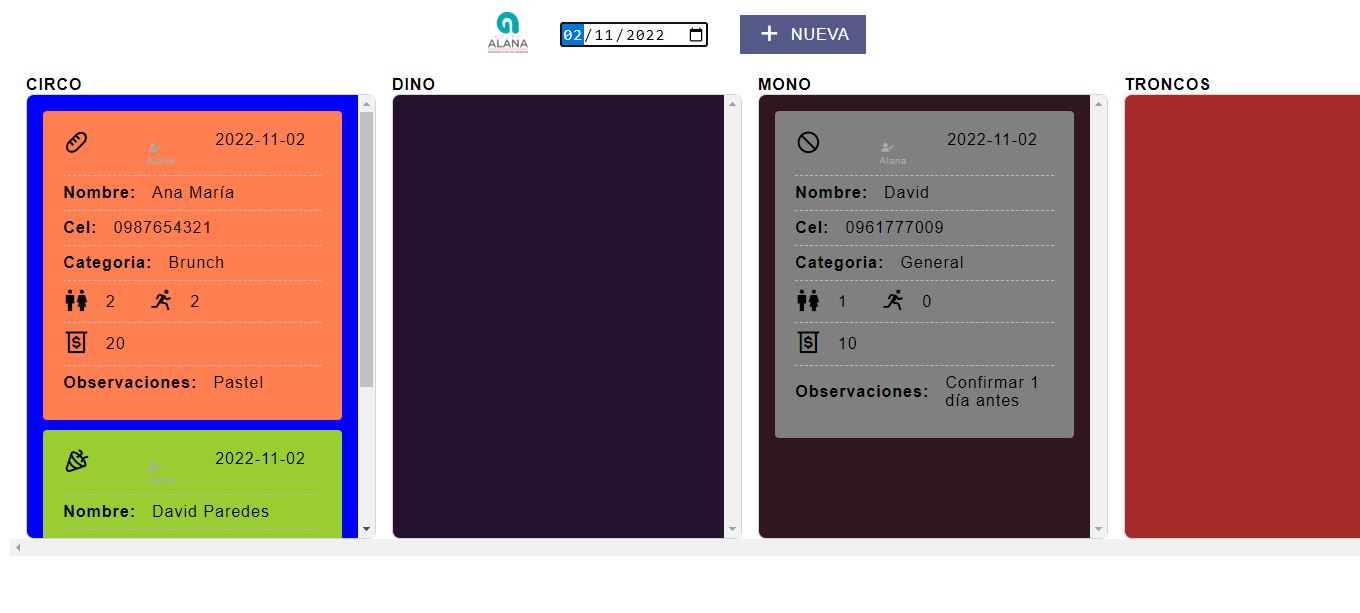 ALANA
02/11/2022
+ NUEVA
CIRCO
2022-11-02
Alana
Nombre: Ana María
Cel: 0987654321
Categoria: Brunch
2 2
20
Observaciones: Pastel
2022-11-02
Alana
Nombre: David Paredes
DINO
MONO
2022-11-02
Alana
Nombre: David
Cel: 0961777009
Categoria: General
1 0
10
Observaciones: Confirmar 1
día antes
TRONCOS